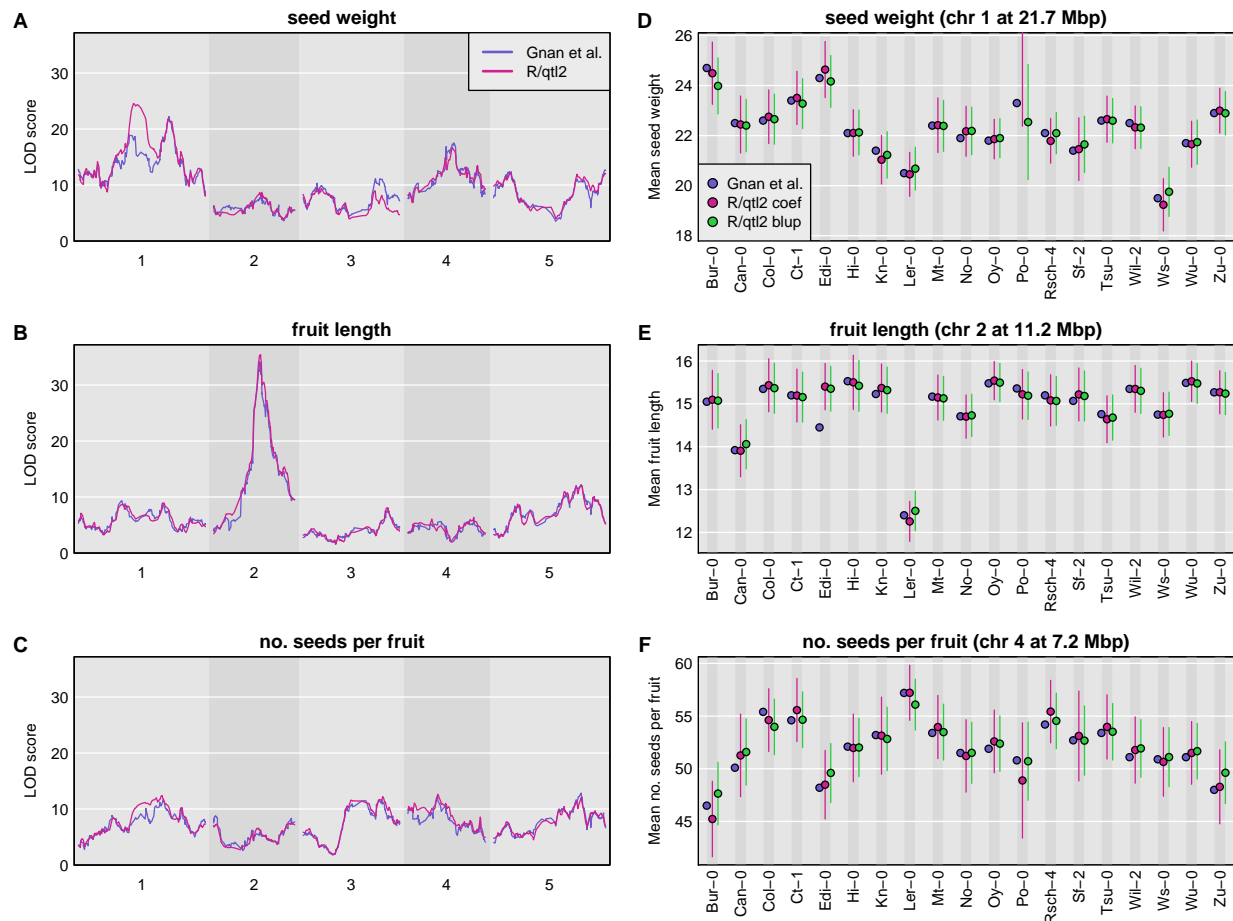 A
seed weight
LOD score
30
20
10
0
Gnan et al.
R/qtl2
1
2
3
4
5
B
fruit length
LOD score
30
20
10
0
1
2
3
4
5
C
no. seeds per fruit
LOD score
30
20
10
0
1
2
3
4
5
D
seed weight (chr 1 at 21.7 Mbp)
Mean seed weight
26
24
22
20
18
Gnan et al.
R/qtl2 coef
R/qtl2 blup
Bur−0
Can−0
Col−0
Ct−1
Edi−0
Hi−0
Kn−0
Ler−0
Mt−0
No−0
Oy−0
Po−0
Rsch−4
Sf−2
Tsu−0
Wil−2
Ws−0
Wu−0
Zu−0
E
fruit length (chr 2 at 11.2 Mbp)
Mean fruit length
16
15
14
13
12
Bur−0
Can−0
Col−0
Ct−1
Edi−0
Hi−0
Kn−0
Ler−0
Mt−0
No−0
Oy−0
Po−0
Rsch−4
Sf−2
Tsu−0
Wil−2
Ws−0
Wu−0
Zu−0
F
no. seeds per fruit (chr 4 at 7.2 Mbp)
Mean no. seeds per fruit
60
55
50
45
Bur−0
Can−0
Col−0
Ct−1
Edi−0
Hi−0
Kn−0
Ler−0
Mt−0
No−0
Oy−0
Po−0
Rsch−4
Sf−2
Tsu−0
Wil−2
Ws−0
Wu−0
Zu−0